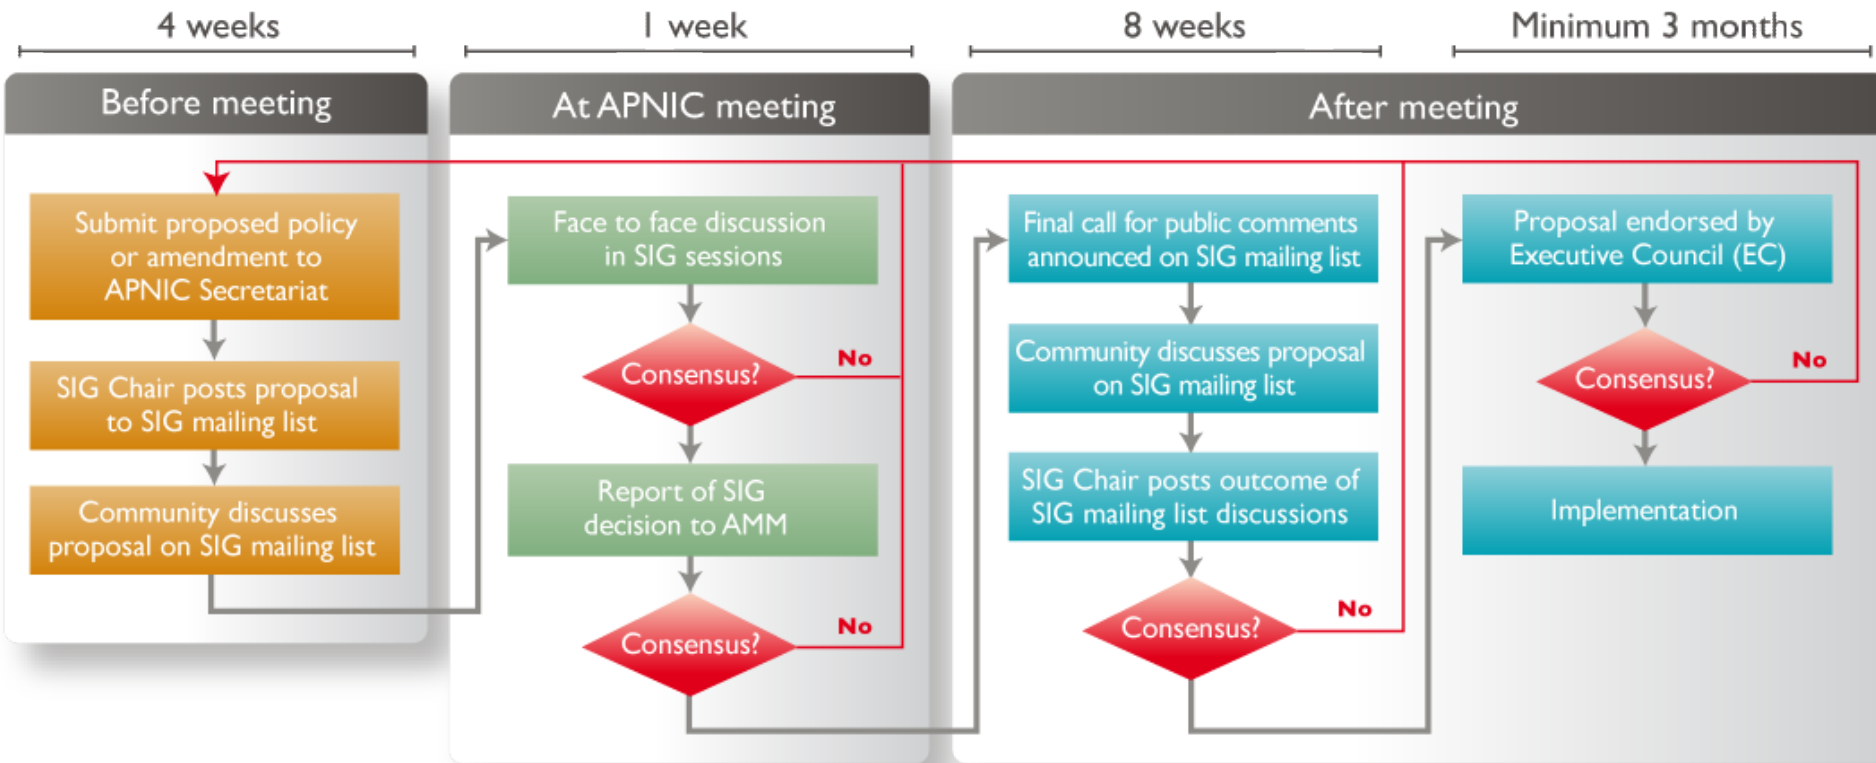 4 weeks
1 week
8 weeks
Minimum 3 months
Before meeting
At APNIC meeting
After meeting
Submit proposed policy
or amendment to
APNIC Secretariat
SIG Chair posts proposal
to SIG mailing list
Community discusses
proposal on SIG mailing list
Face to face discussion
in SIG sessions
Consensus?
No
Report of SIG
decision to AMM
Consensus?
No
Final call for public comments
announced on SIG mailing list
Community discusses proposal
on SIG mailing list
SIG Chair posts outcome of
SIG mailing list discussions
Consensus?
No
Proposal endorsed by
Executive Council (EC)
Consensus?
No
Implementation